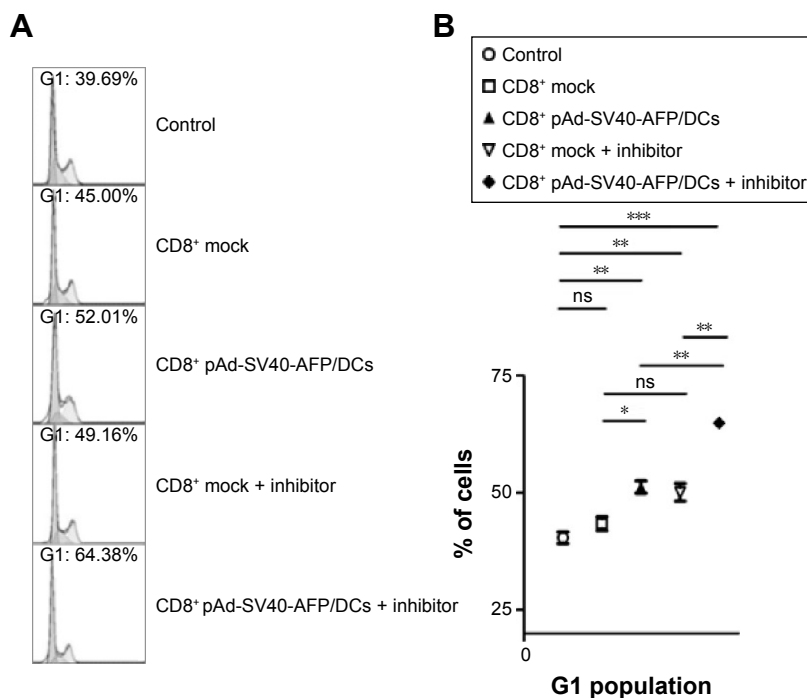 A
G1: 39.69%
Control
G1: 45.00%
CD8⁺ mock
G1: 52.01%
CD8⁺ pAd-SV40-AFP/DCs
G1: 49.16%
CD8⁺ mock + inhibitor
G1: 64.38%
CD8⁺ pAd-SV40-AFP/DCs + inhibitor
B
Control
CD8⁺ mock
CD8⁺ pAd-SV40-AFP/DCs
CD8⁺ mock + inhibitor
CD8⁺ pAd-SV40-AFP/DCs + inhibitor
***
**
**
ns
**
**
ns
*
75
50
25
0
% of cells
G1 population